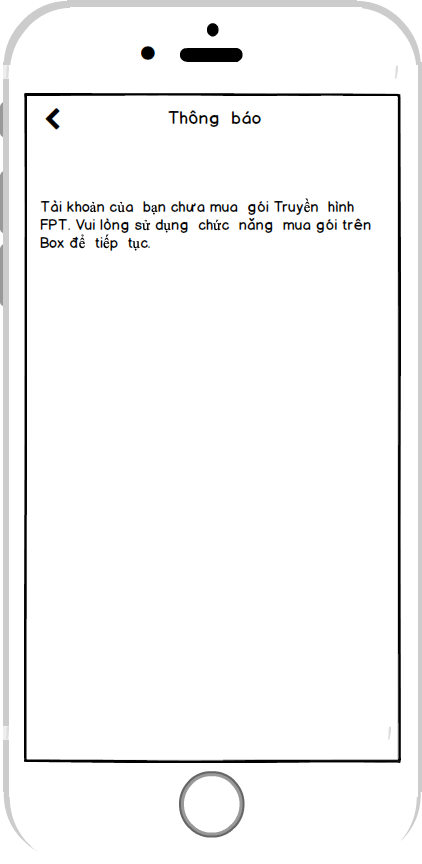 Thông báo
Tài khoản của bạn chưa mua gói Truyền hình
FPT. Vui lòng sử dụng chức năng mua gói trên
Box để tiếp tục.